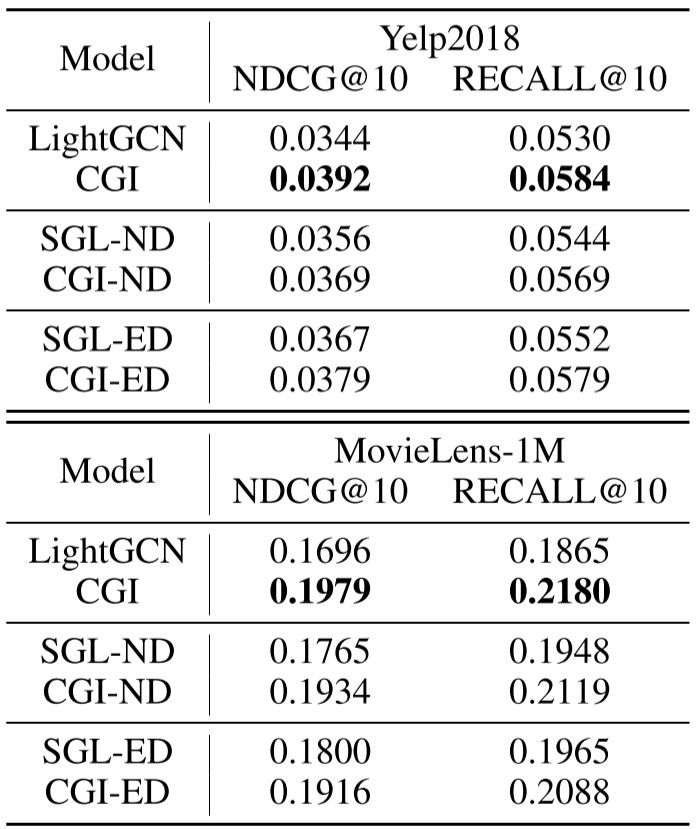 Model Yelp2018
NDCG@10 RECALL@10
LightGCN 0.0344 0.0530
CGI 0.0392 0.0584
SGL-ND 0.0356 0.0544
CGI-ND 0.0369 0.0569
SGL-ED 0.0367 0.0552
CGI-ED 0.0379 0.0579
Model MovieLens-1M
NDCG@10 RECALL@10
LightGCN 0.1696 0.1865
CGI 0.1979 0.2180
SGL-ND 0.1765 0.1948
CGI-ND 0.1934 0.2119
SGL-ED 0.1800 0.1965
CGI-ED 0.1916 0.2088